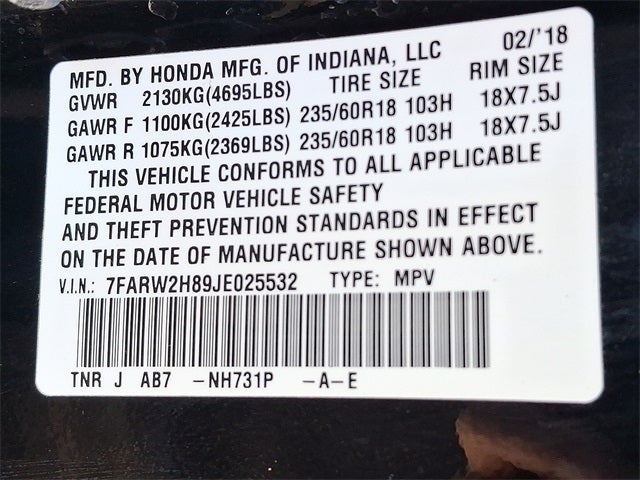 MFD. BY HONDA MFG. OF INDIANA, LLC 02/'18
GVWR 2130KG(4695LBS) TIRE SIZE RIM SIZE
GAWR F 1100KG(2425LBS) 235/60R18 103H 18X7.5J
GAWR R 1075KG(2369LBS) 235/60R18 103H 18X7.5J
THIS VEHICLE CONFORMS TO ALL APPLICABLE
FEDERAL MOTOR VEHICLE SAFETY
AND THEFT PREVENTION STANDARDS IN EFFECT
ON THE DATE OF MANUFACTURE SHOWN ABOVE.
V.I.N.: 7FARW2H89JE025532 TYPE: MPV
TNR J AB7 -NH731P -A-E